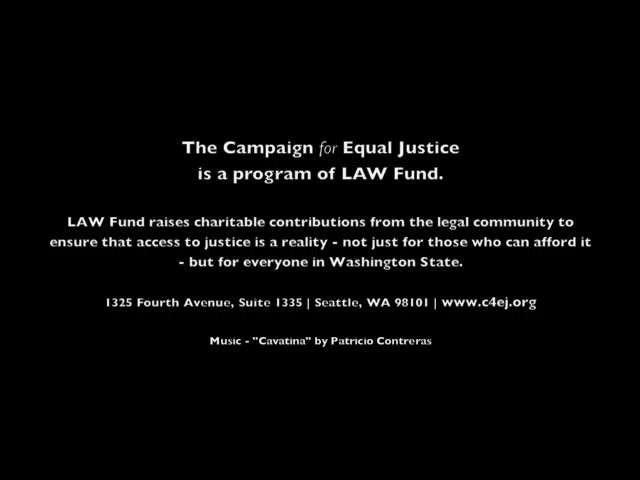 The Campaign for Equal Justice
is a program of LAW Fund.
LAW Fund raises charitable contributions from the legal community to
ensure that access to justice is a reality - not just for those who can afford it
- but for everyone in Washington State.
1325 Fourth Avenue, Suite 1335 | Seattle, WA 98101 | www.c4ej.org
Music - "Cavatina" by Patricio Contreras